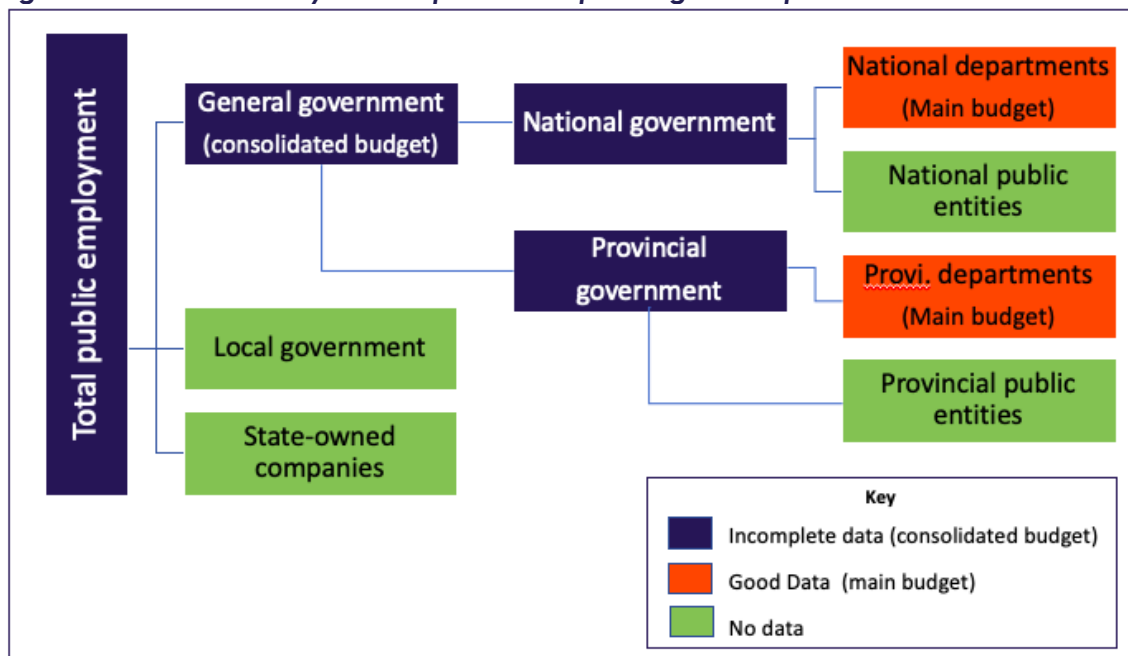 Total public employment
General government
(consolidated budget)
National government
National departments
(Main budget)
National public
entities
Provincial
government
Provi. departments
(Main budget)
Provincial public
entities
Local government
State-owned
companies
Key
Incomplete data (consolidated budget)
Good Data (main budget)
No data